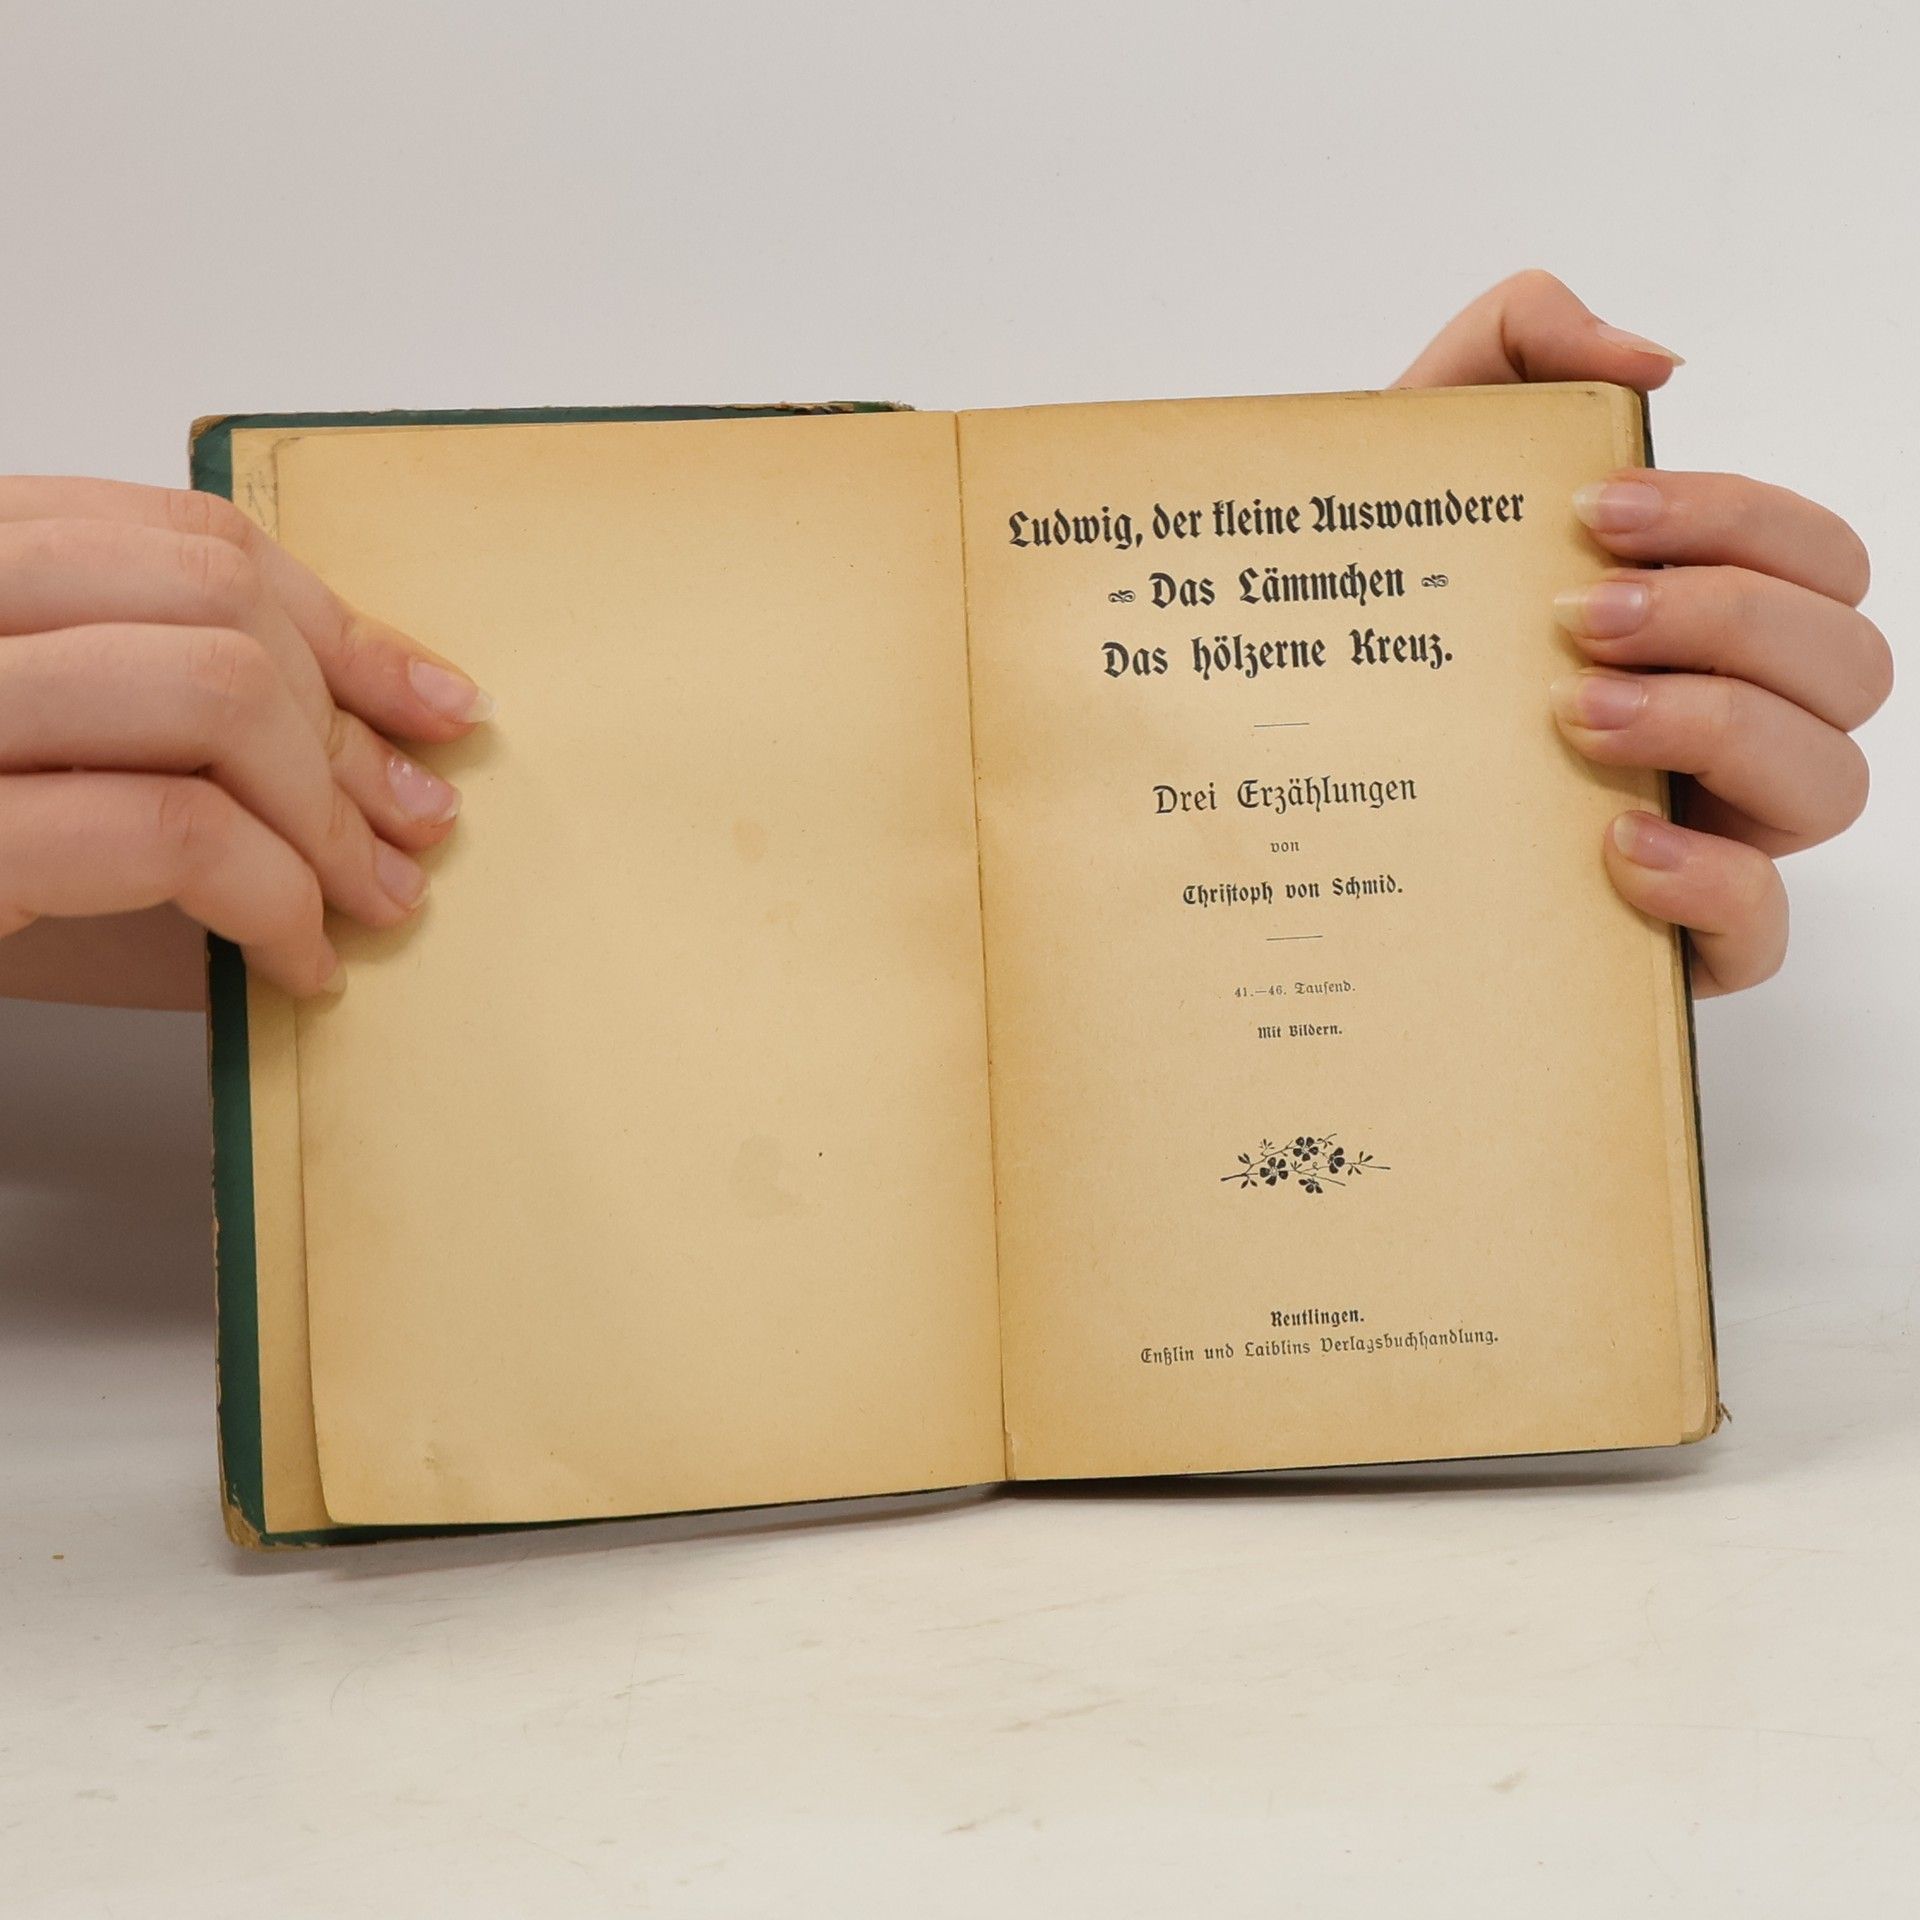 Ludwig, der kleine Auswanderer
Das Lämmchen
Das hölzerne Kreuz.
Drei Erzählungen
von
Christoph von Schmid.
41.—46. Tausend.
Mit Bildern.
Reutlingen.
Enßlin und Laiblins Verlagsbuchhandlung.